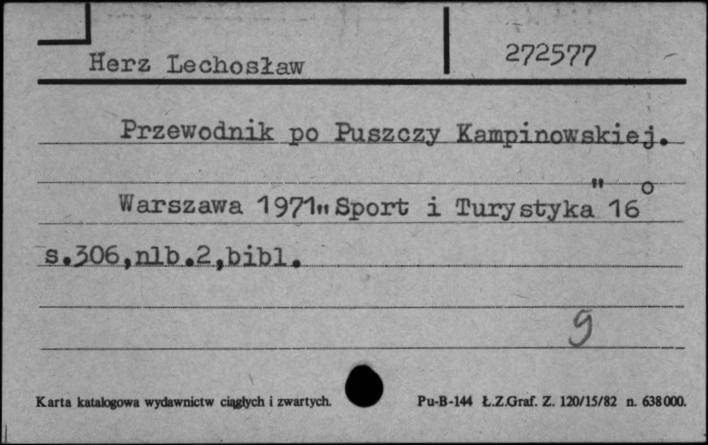 Herz Lechosław 272577
Przewodnik po Puszczy Kampinowskiej.
Warszawa 1971„Sport i Turystyka" 16°
s.306,nlb.2,bibl.
9
Karta katalogowa wydawnictw ciągłych i zwartych. Pu-B-144 Ł.Z.Graf. Z. 120/15/82 n. 638000.